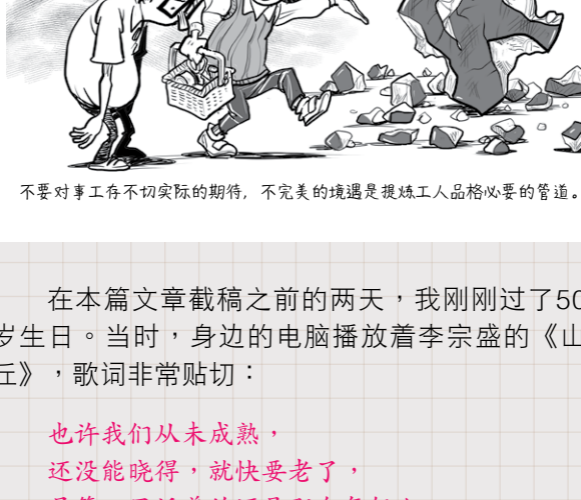 不要对事工存不切实际的期待，不完美的境遇是提炼工人品格必要的管道。
在本篇文章截稿之前的两天，我刚刚过了50
岁生日。当时，身边的电脑播放着李宗盛的《山
丘》，歌词非常贴切：
也许我们从未成熟，
还没能晓得，就快要老了，